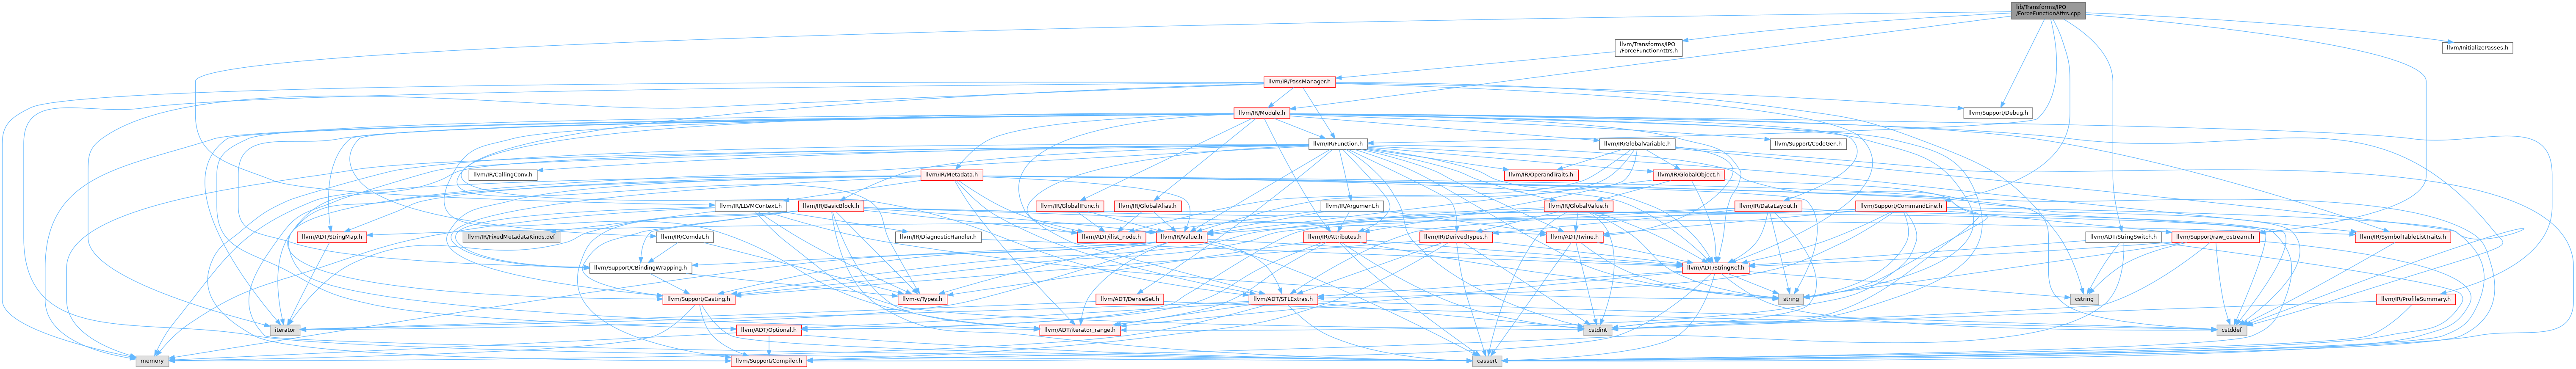 lib/Transforms/IPO
/ForceFunctionAttrs.cpp
llvm/Transforms/IPO
/ForceFunctionAttrs.h
llvm/InitializePasses.h
llvm/IR/PassManager.h
llvm/IR/Module.h
llvm/Support/Debug.h
llvm/IR/Function.h
llvm/IR/GlobalVariable.h
llvm/Support/CodeGen.h
llvm/IR/CallingConv.h
llvm/IR/Metadata.h
llvm/IR/OperandTraits.h
llvm/IR/GlobalObject.h
llvm/IR/LLVMContext.h
llvm/IR/BasicBlock.h
llvm/IR/GlobalIFunc.h
llvm/IR/GlobalAlias.h
llvm/IR/Argument.h
llvm/IR/GlobalValue.h
llvm/IR/DataLayout.h
llvm/Support/CommandLine.h
llvm/ADT/StringMap.h
llvm/IR/FixedMetadataKinds.def
llvm/IR/Comdat.h
llvm/IR/DiagnosticHandler.h
llvm/ADT/ilist_node.h
llvm/IR/Value.h
llvm/IR/Attributes.h
llvm/IR/DerivedTypes.h
llvm/ADT/Twine.h
llvm/ADT/StringSwitch.h
llvm/Support/raw_ostream.h
llvm/IR/SymbolTableListTraits.h
llvm/Support/CBindingWrapping.h
llvm/ADT/StringRef.h
llvm/Support/Casting.h
llvm-c/Types.h
llvm/ADT/DenseSet.h
llvm/ADT/STLExtras.h
string
cstring
llvm/IR/ProfileSummary.h
iterator
llvm/ADT/Optional.h
llvm/ADT/iterator_range.h
cstdint
cstddef
memory
llvm/Support/Compiler.h
cassert